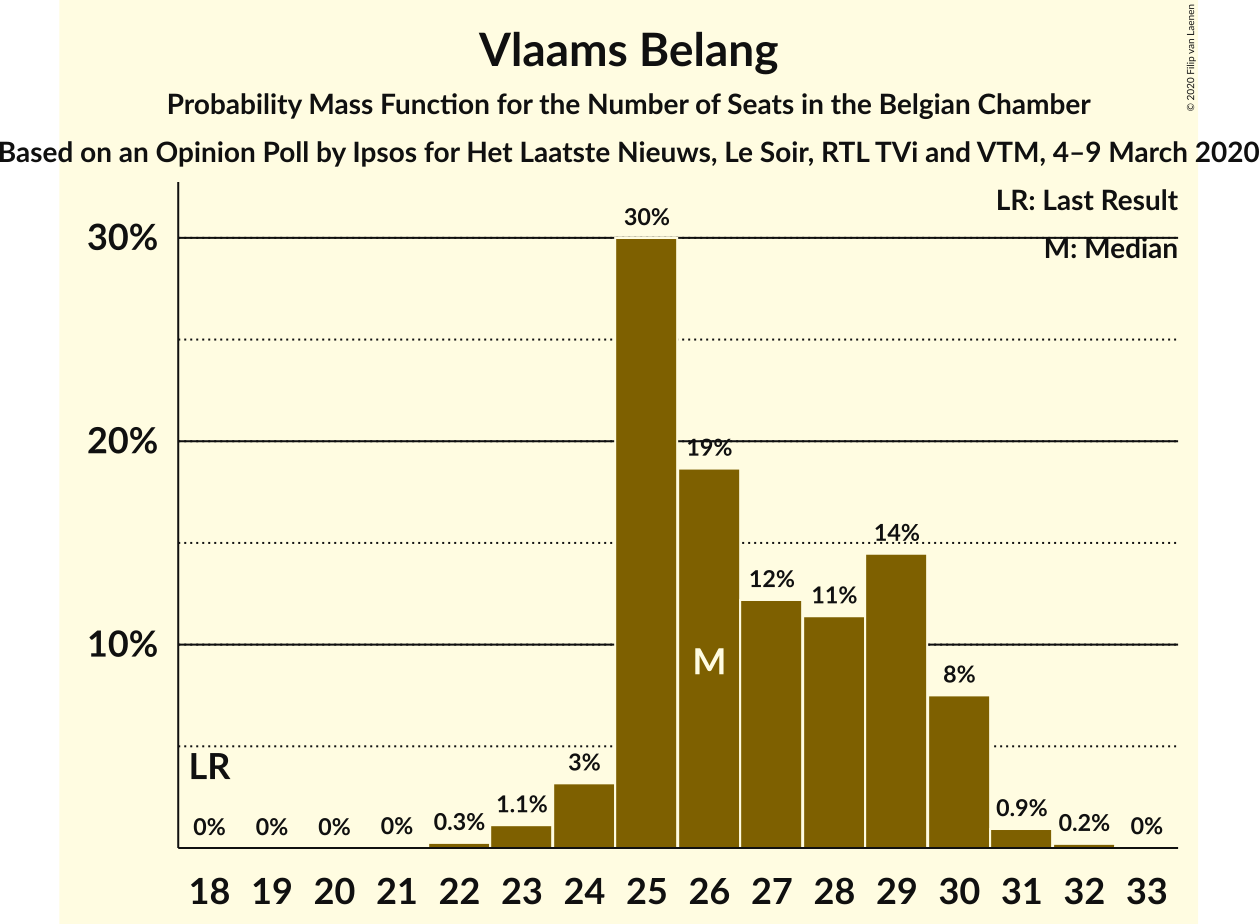 Vlaams Belang
Probability Mass Function for the Number of Seats in the Belgian Chamber
Based on an Opinion Poll by Ipsos for Het Laatste Nieuws, Le Soir, RTL TVi and VTM, 4–9 March 2020
© 2020 Filip van Laenen
LR: Last Result
M: Median
30%
20%
10%
30%
19%
14%
12%
11%
8%
3%
1.1%
0.9%
0.3%
0.2%
0% 0% 0% 0% 0%
LR
M
18 19 20 21 22 23 24 25 26 27 28 29 30 31 32 33